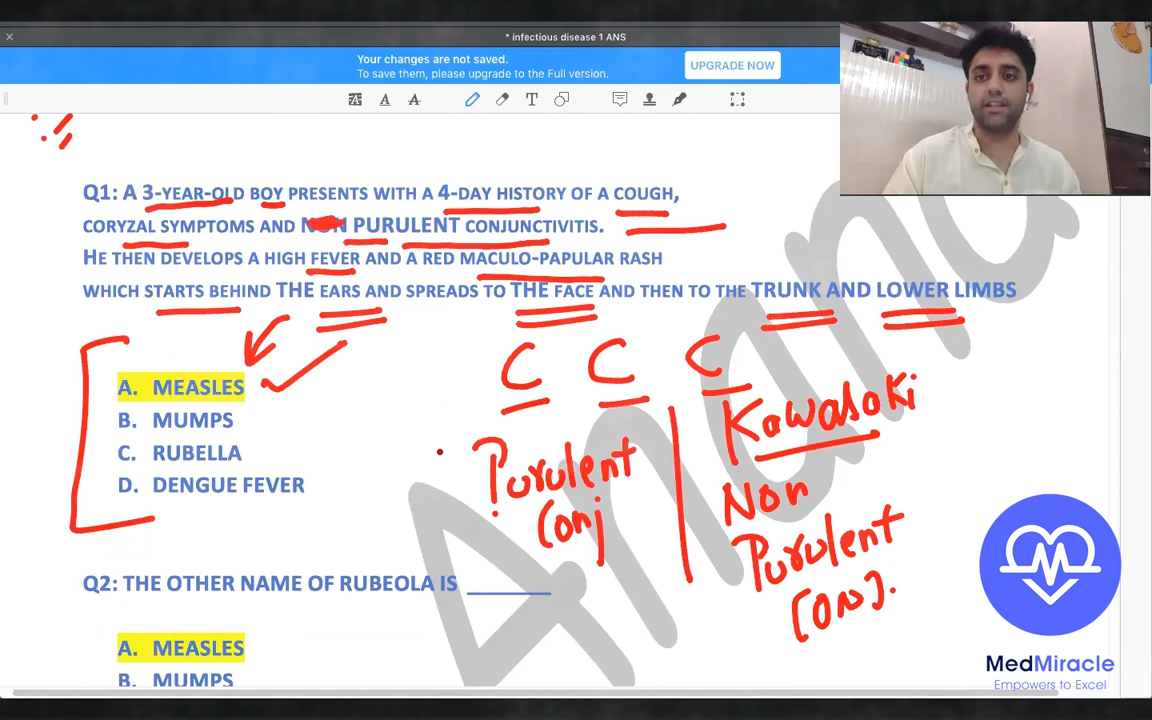 * infectious disease 1 ANS
Your changes are not saved.
To save them, please upgrade to the Full version.
UPGRADE NOW
Q1: A 3-YEAR-OLD BOY PRESENTS WITH A 4-DAY HISTORY OF A COUGH,
CORYZAL SYMPTOMS AND NON PURULENT CONJUNCTIVITIS.
HE THEN DEVELOPS A HIGH FEVER AND A RED MACULO-PAPULAR RASH
WHICH STARTS BEHIND THE EARS AND SPREADS TO THE FACE AND THEN TO THE TRUNK AND LOWER LIMBS
C C C
A. MEASLES
B. MUMPS
C. RUBELLA
D. DENGUE FEVER
Purulent
Conj
Kawasaki
Non
Purulent
Con).
Q2: THE OTHER NAME OF RUBEOLA IS ______
A. MEASLES
B. MUMPS
Anand
MedMiracle
Empowers to Excel